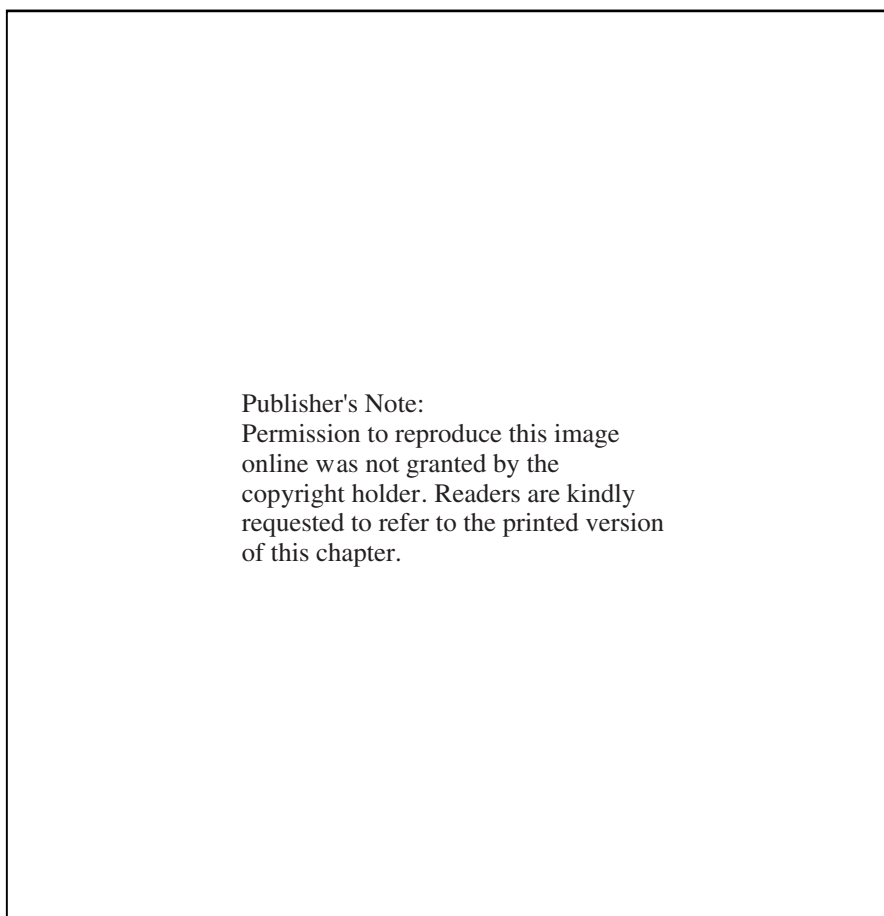 Publisher's Note:
Permission to reproduce this image
online was not granted by the
copyright holder. Readers are kindly
requested to refer to the printed version
of this chapter.